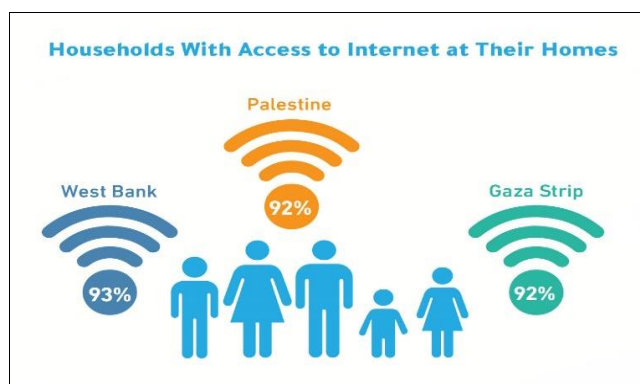 Households With Access to Internet at Their Homes
Palestine
92%
West Bank
93%
Gaza Strip
92%